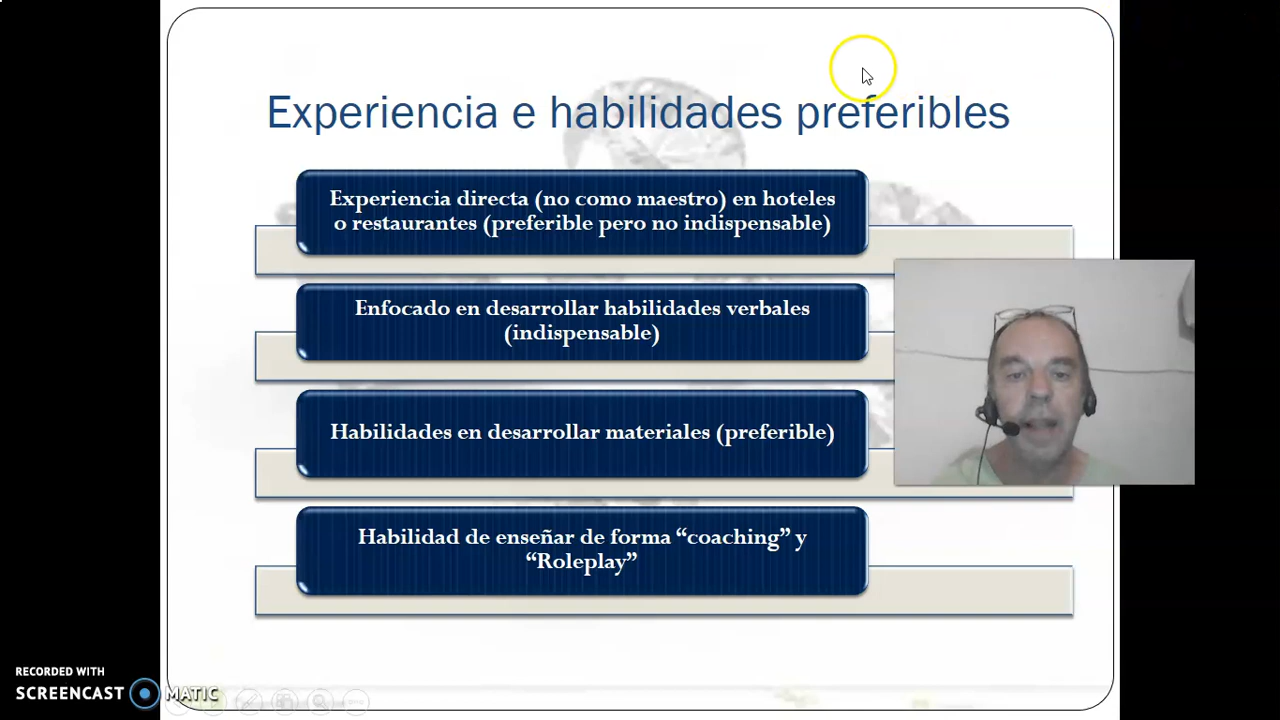 Experiencia e habilidades preferibles
Experiencia directa (no como maestro) en hoteles
o restaurantes (preferible pero no indispensable)
Enfocado en desarrollar habilidades verbales
(indispensable)
Habilidades en desarrollar materiales (preferible)
Habilidad de enseñar de forma “coaching” y
“Roleplay”
RECORDED WITH
SCREENCAST MATIC